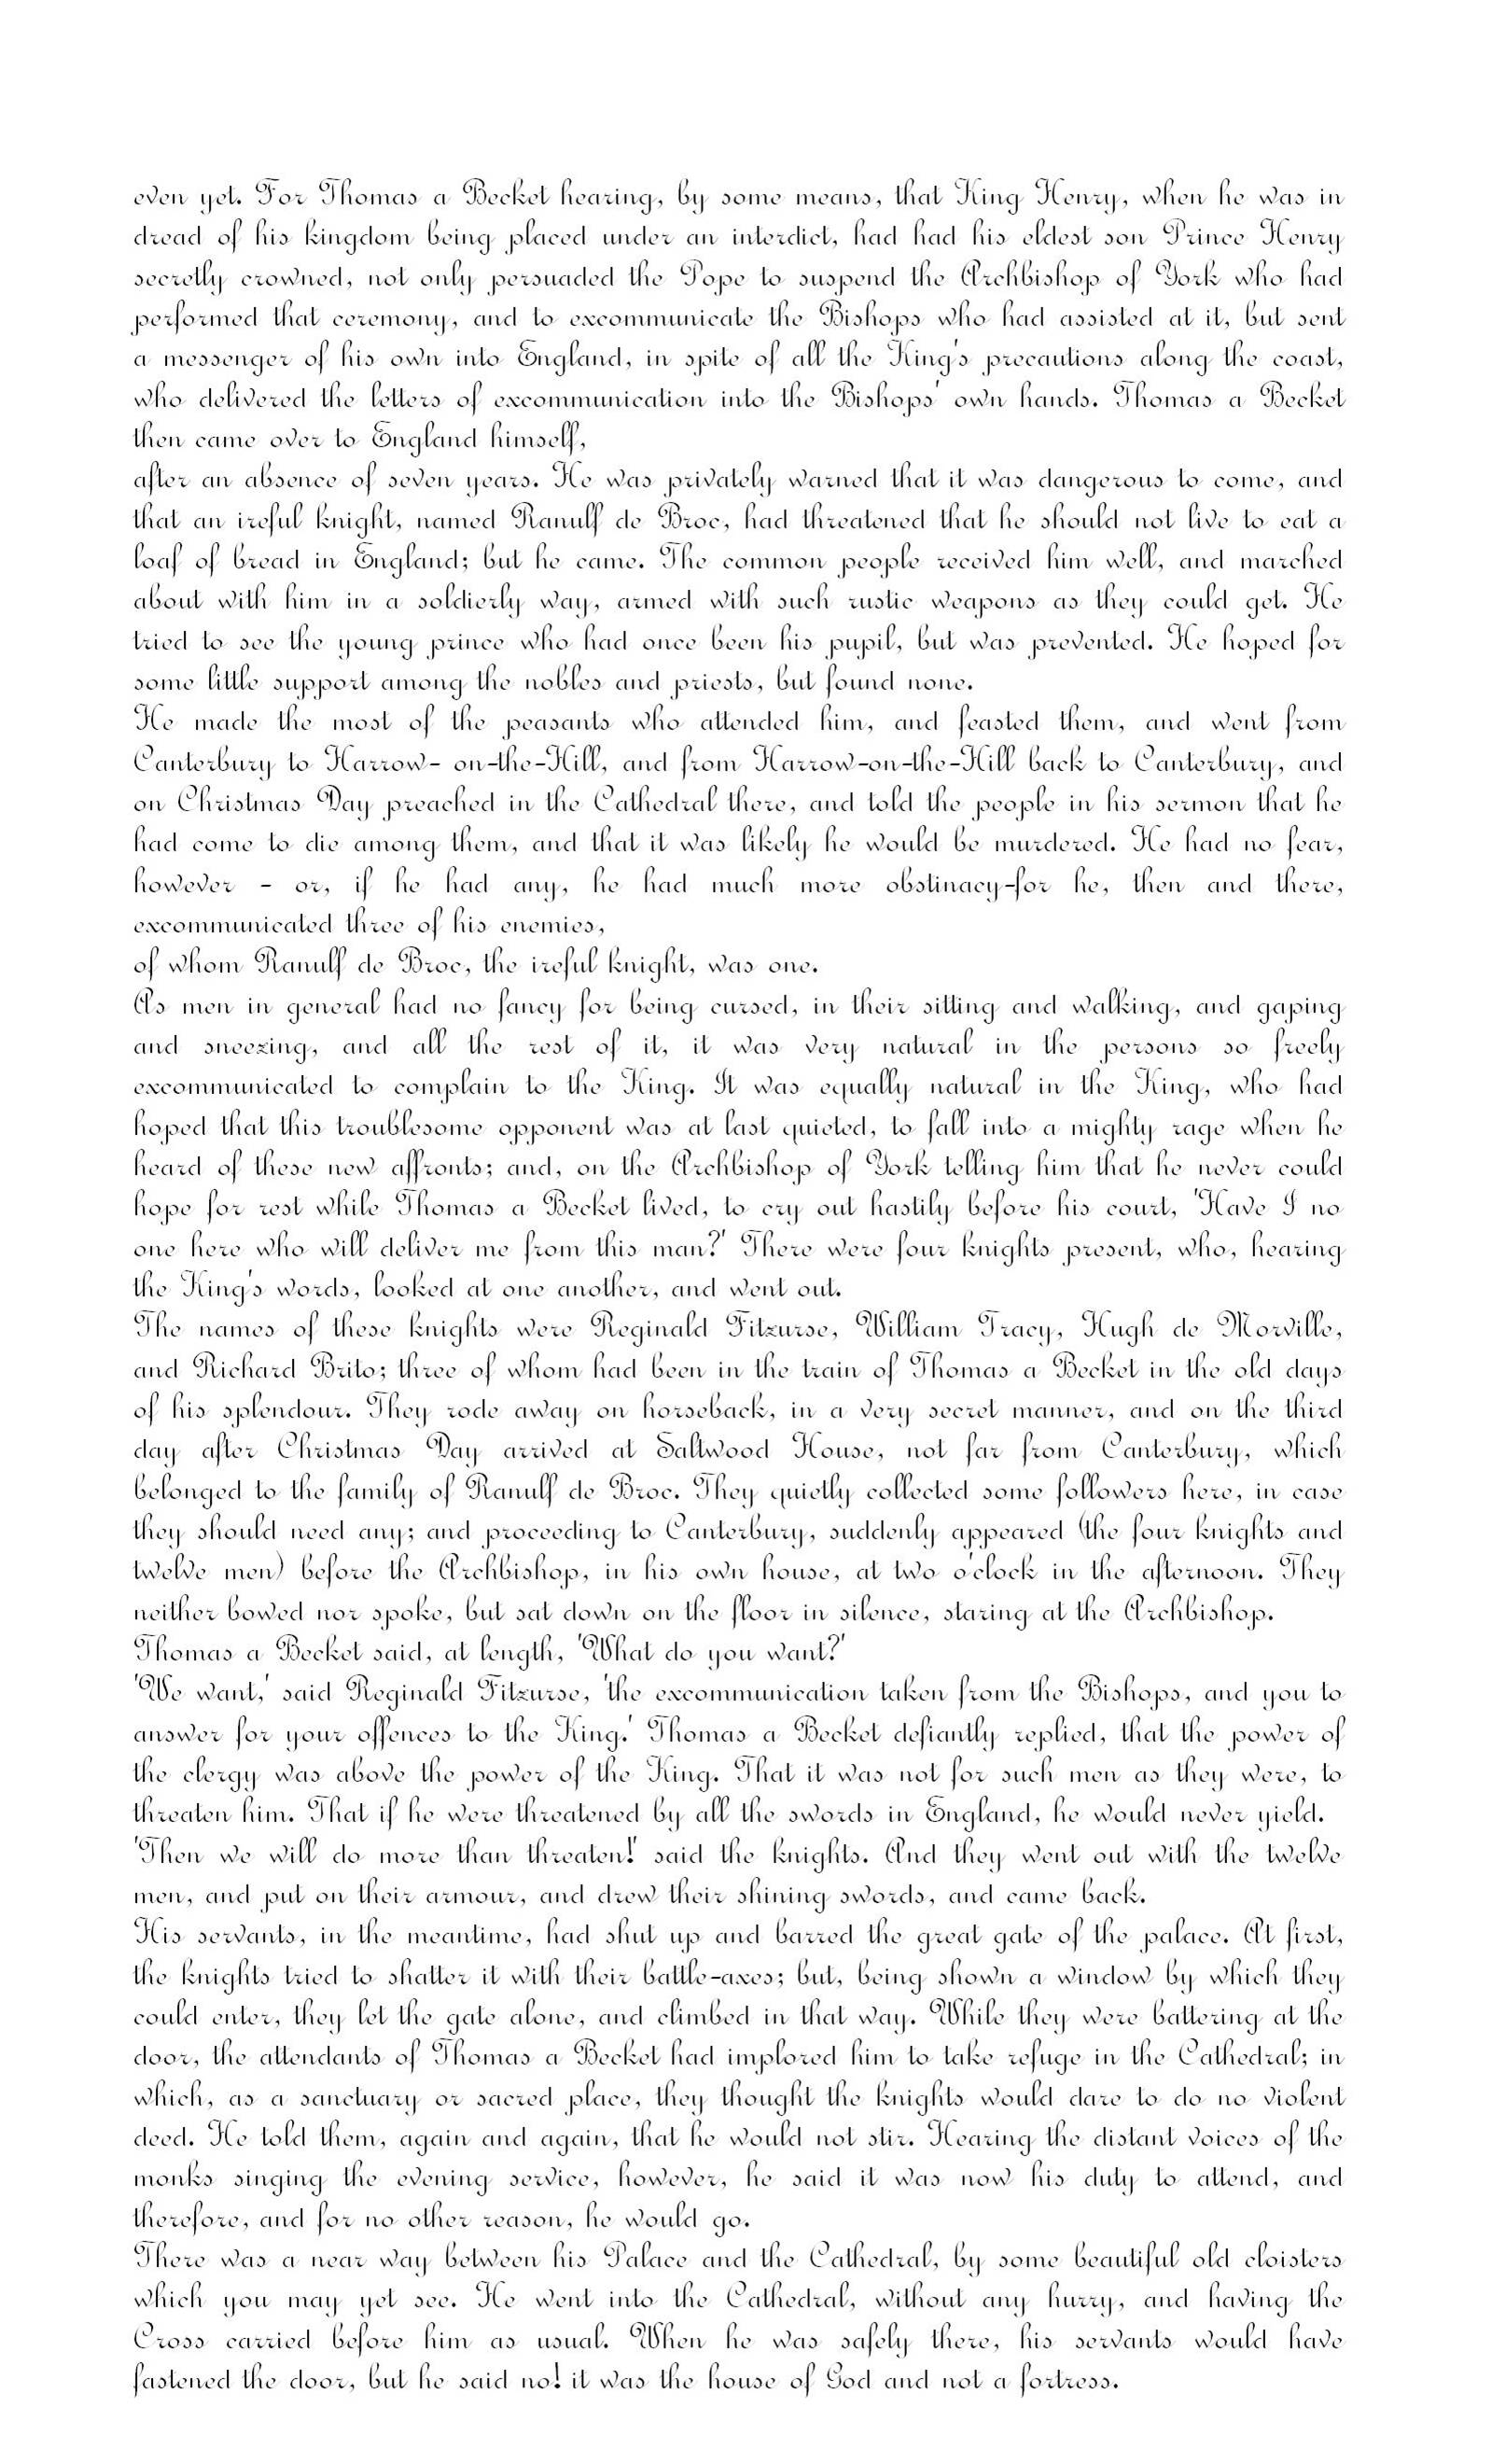 even yet. For Thomas a Becket hearing, by some means, that King Henry, when he was in
dread of his kingdom being placed under an interdict, had had his eldest son Prince Henry
secretly crowned, not only persuaded the Pope to suspend the Archbishop of York who had
performed that ceremony, and to excommunicate the Bishops who had assisted at it, but sent
a messenger of his own into England, in spite of all the King's precautions along the coast,
who delivered the letters of excommunication into the Bishops' own hands. Thomas a Becket
then came over to England himself,
after an absence of seven years. He was privately warned that it was dangerous to come, and
that an ireful knight, named Ranulf de Broc, had threatened that he should not live to eat a
loaf of bread in England; but he came. The common people received him well, and marched
about with him in a soldierly way, armed with such rustic weapons as they could get. He
tried to see the young prince who had once been his pupil, but was prevented. He hoped for
some little support among the nobles and priests, but found none.
He made the most of the peasants who attended him, and feasted them, and went from
Canterbury to Harrow- on-the-Hill, and from Harrow-on-the-Hill back to Canterbury, and
on Christmas Day preached in the Cathedral there, and told the people in his sermon that he
had come to die among them, and that it was likely he would be murdered. He had no fear,
however - or, if he had any, he had much more obstinacy-for he, then and there,
excommunicated three of his enemies,
of whom Ranulf de Broc, the ireful knight, was one.
As men in general had no fancy for being cursed, in their sitting and walking, and gaping
and sneezing, and all the rest of it, it was very natural in the persons so freely
excommunicated to complain to the King. It was equally natural in the King, who had
hoped that this troublesome opponent was at last quieted, to fall into a mighty rage when he
heard of these new affronts; and, on the Archbishop of York telling him that he never could
hope for rest while Thomas a Becket lived, to cry out hastily before his court, 'Have I no
one here who will deliver me from this man?' There were four knights present, who, hearing
the King's words, looked at one another, and went out.
The names of these knights were Reginald Fitzurse, William Tracy, Hugh de Morville,
and Richard Brito; three of whom had been in the train of Thomas a Becket in the old days
of his splendour. They rode away on horseback, in a very secret manner, and on the third
day after Christmas Day arrived at Saltwood House, not far from Canterbury, which
belonged to the family of Ranulf de Broc. They quietly collected some followers here, in case
they should need any; and proceeding to Canterbury, suddenly appeared (the four knights and
twelve men) before the Archbishop, in his own house, at two o'clock in the afternoon. They
neither bowed nor spoke, but sat down on the floor in silence, staring at the Archbishop.
Thomas a Becket said, at length, 'What do you want?'
'We want,' said Reginald Fitzurse, 'the excommunication taken from the Bishops, and you to
answer for your offences to the King.' Thomas a Becket defiantly replied, that the power of
the clergy was above the power of the King. That it was not for such men as they were, to
threaten him. That if he were threatened by all the swords in England, he would never yield.
'Then we will do more than threaten!' said the knights. And they went out with the twelve
men, and put on their armour, and drew their shining swords, and came back.
His servants, in the meantime, had shut up and barred the great gate of the palace. At first,
the knights tried to shatter it with their battle-axes; but, being shown a window by which they
could enter, they let the gate alone, and climbed in that way. While they were battering at the
door, the attendants of Thomas a Becket had implored him to take refuge in the Cathedral; in
which, as a sanctuary or sacred place, they thought the knights would dare to do no violent
deed. He told them, again and again, that he would not stir. Hearing the distant voices of the
monks singing the evening service, however, he said it was now his duty to attend, and
therefore, and for no other reason, he would go.
There was a near way between his Palace and the Cathedral, by some beautiful old cloisters
which you may yet see. He went into the Cathedral, without any hurry, and having the
Cross carried before him as usual. When he was safely there, his servants would have
fastened the door, but he said no! it was the house of God and not a fortress.